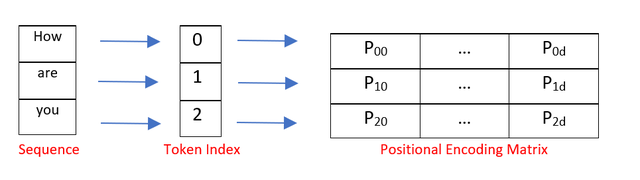 How 0 P00 ... P0d
are 1 P10 ... P1d
you 2 P20 ... P2d
Sequence Token Index Positional Encoding Matrix